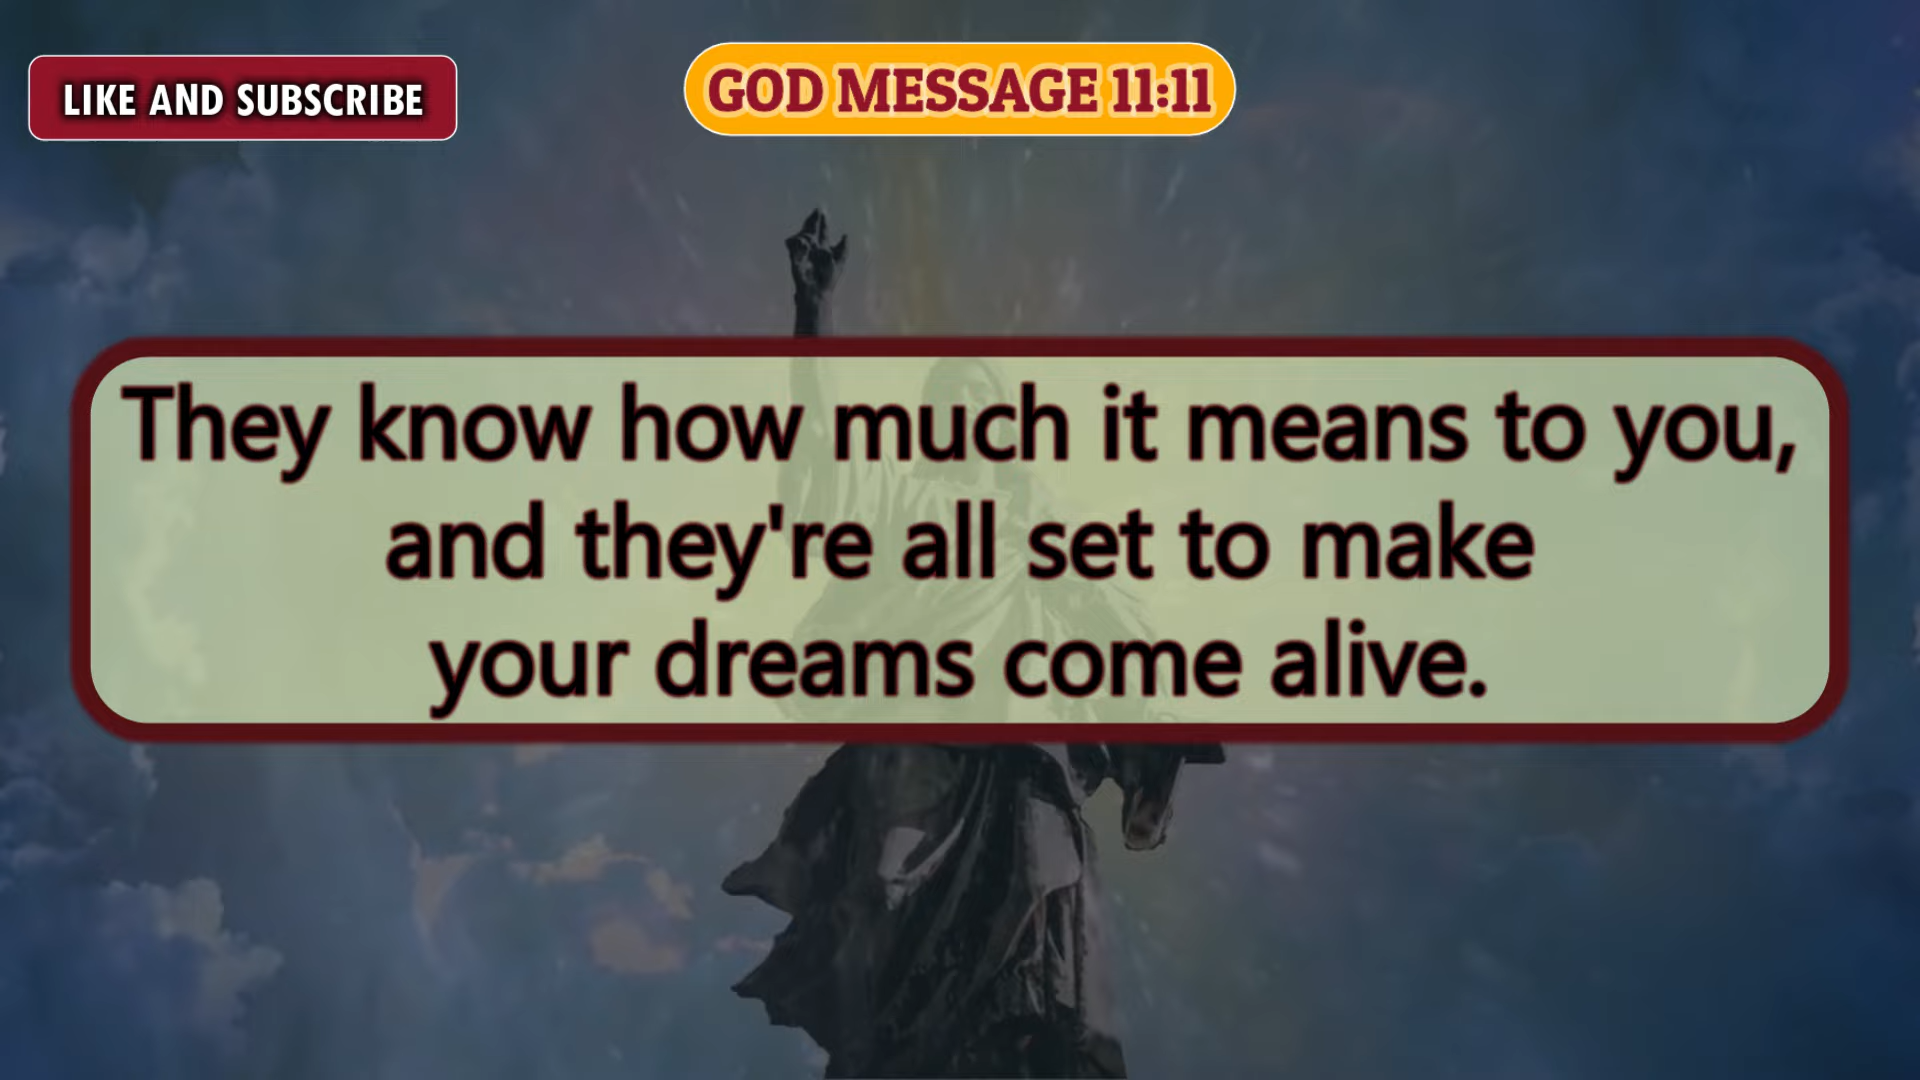 LIKE AND SUBSCRIBE
GOD MESSAGE 11:11
They know how much it means to you,
and they're all set to make
your dreams come alive.